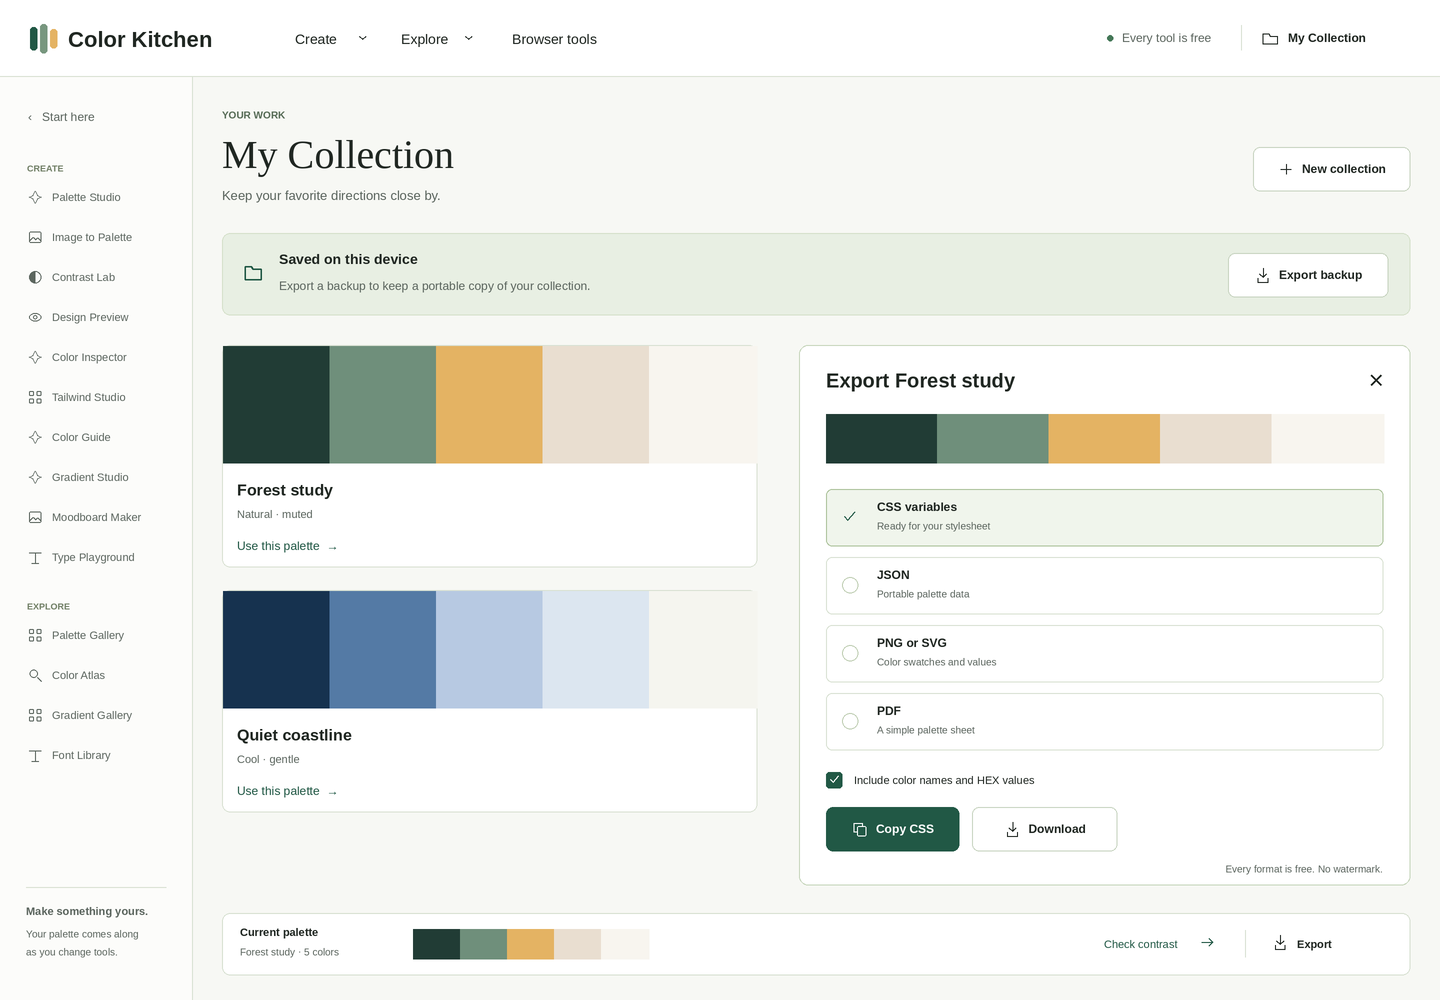 Color Kitchen
Create
Explore
Browser tools
Every tool is free
My Collection
Start here
CREATE
Palette Studio
Image to Palette
Contrast Lab
Design Preview
Color Inspector
Tailwind Studio
Color Guide
Gradient Studio
Moodboard Maker
Type Playground
EXPLORE
Palette Gallery
Color Atlas
Gradient Gallery
Font Library
Make something yours.
Your palette comes along
as you change tools.
YOUR WORK
My Collection
Keep your favorite directions close by.
New collection
Saved on this device
Export a backup to keep a portable copy of your collection.
Export backup
Forest study
Natural · muted
Use this palette →
Quiet coastline
Cool · gentle
Use this palette →
Export Forest study
CSS variables
Ready for your stylesheet
JSON
Portable palette data
PNG or SVG
Color swatches and values
PDF
A simple palette sheet
Include color names and HEX values
Copy CSS
Download
Every format is free. No watermark.
Current palette
Forest study · 5 colors
Check contrast
Export